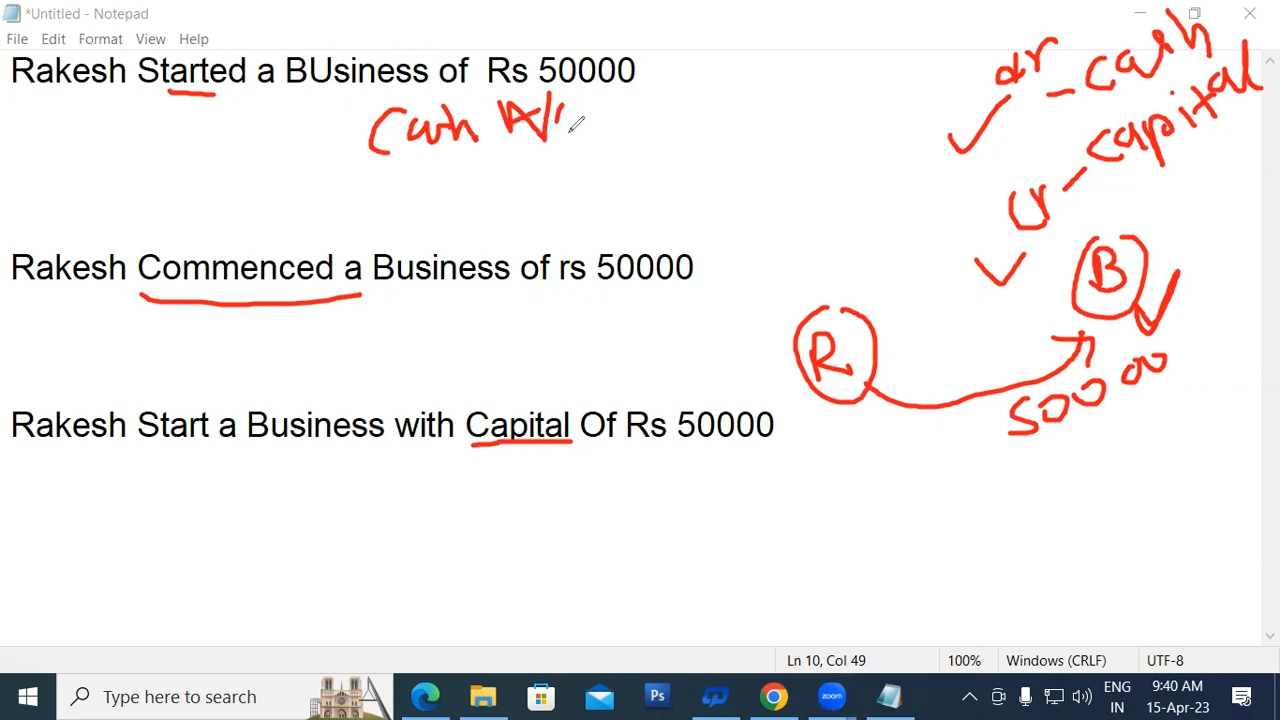 *Untitled - Notepad
File Edit Format View Help
Rakesh Started a BUsiness of Rs 50000
dr - cash
Cash A/
cr - capital
Rakesh Commenced a Business of rs 50000
B
R
50000
Rakesh Start a Business with Capital Of Rs 50000
Ln 10, Col 49 100% Windows (CRLF) UTF-8
Type here to search
Ps
zoom
ENG
IN
9:40 AM
15-Apr-23